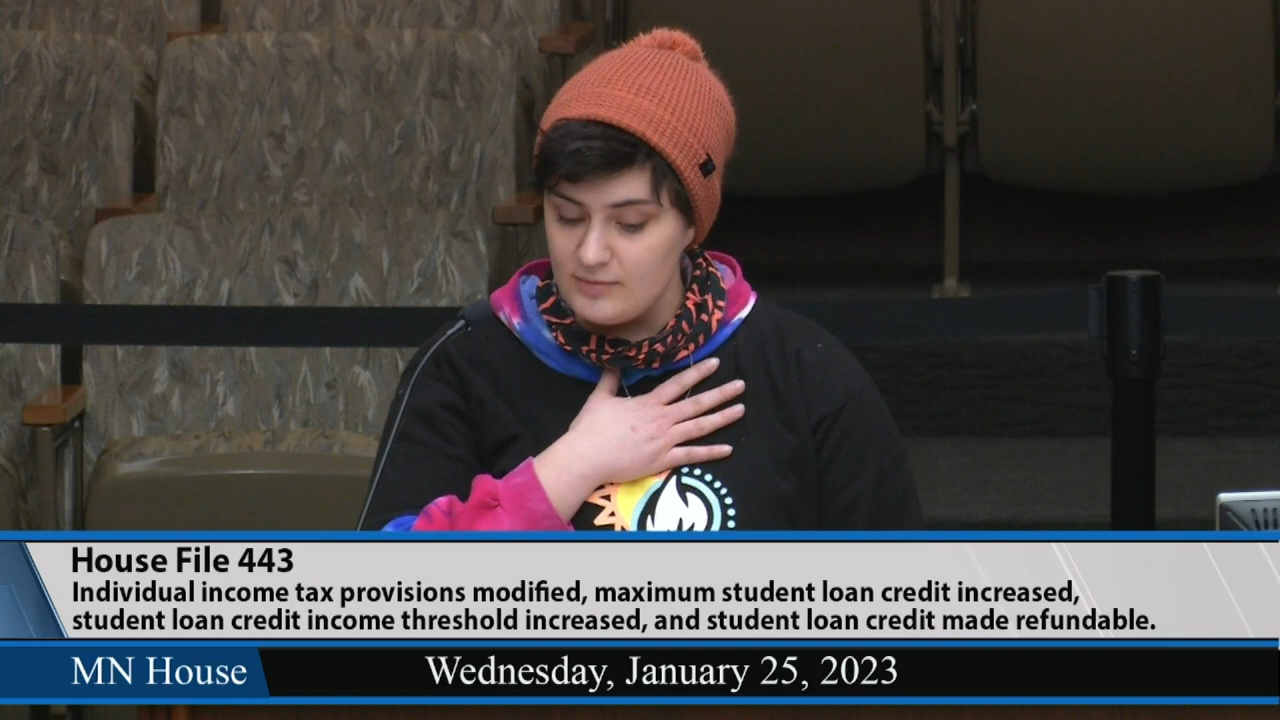 House File 443
Individual income tax provisions modified, maximum student loan credit increased,
student loan credit income threshold increased, and student loan credit made refundable.
MN House
Wednesday, January 25, 2023